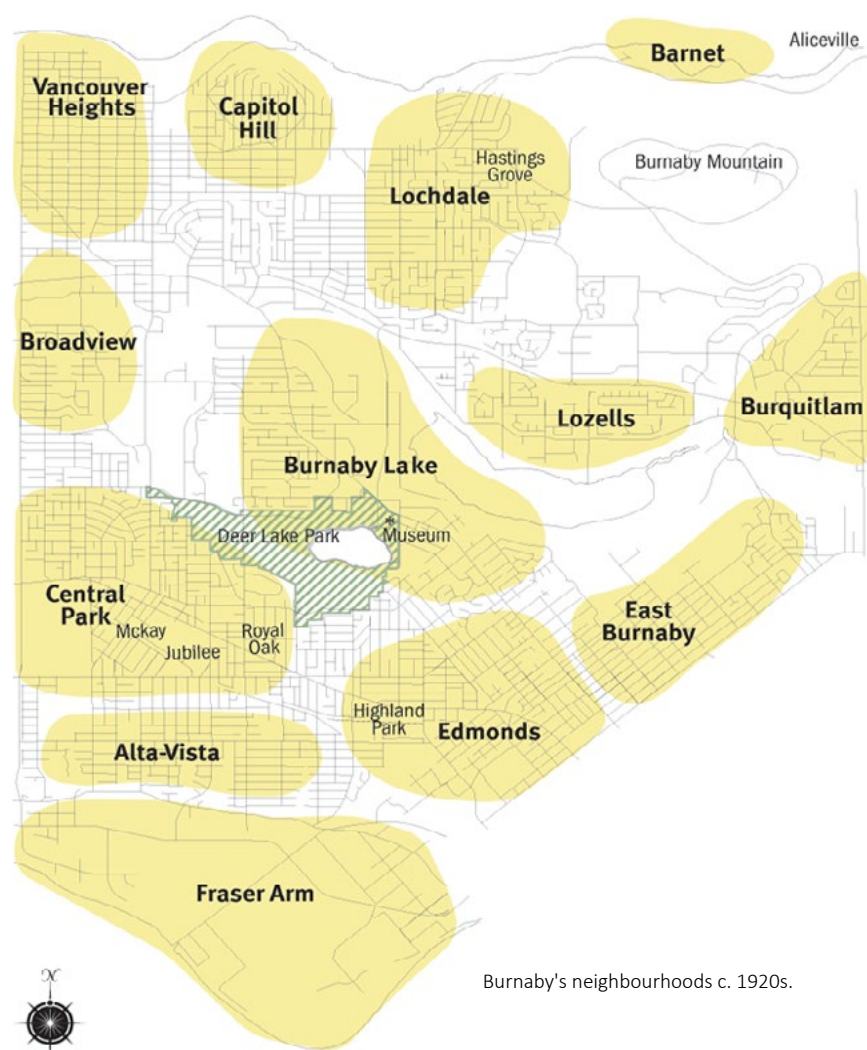 Barnet
Aliceville
Vancouver
Heights
Capitol
Hill
Hastings
Grove
Burnaby Mountain
Lochdale
Broadview
Lozells
Burquitlam
Burnaby Lake
Deer Lake Park
*
Museum
Central
Park
Mckay
Jubilee
Royal
Oak
East
Burnaby
Highland
Park
Edmonds
Alta-Vista
Fraser Arm
N
Burnaby's neighbourhoods c. 1920s.